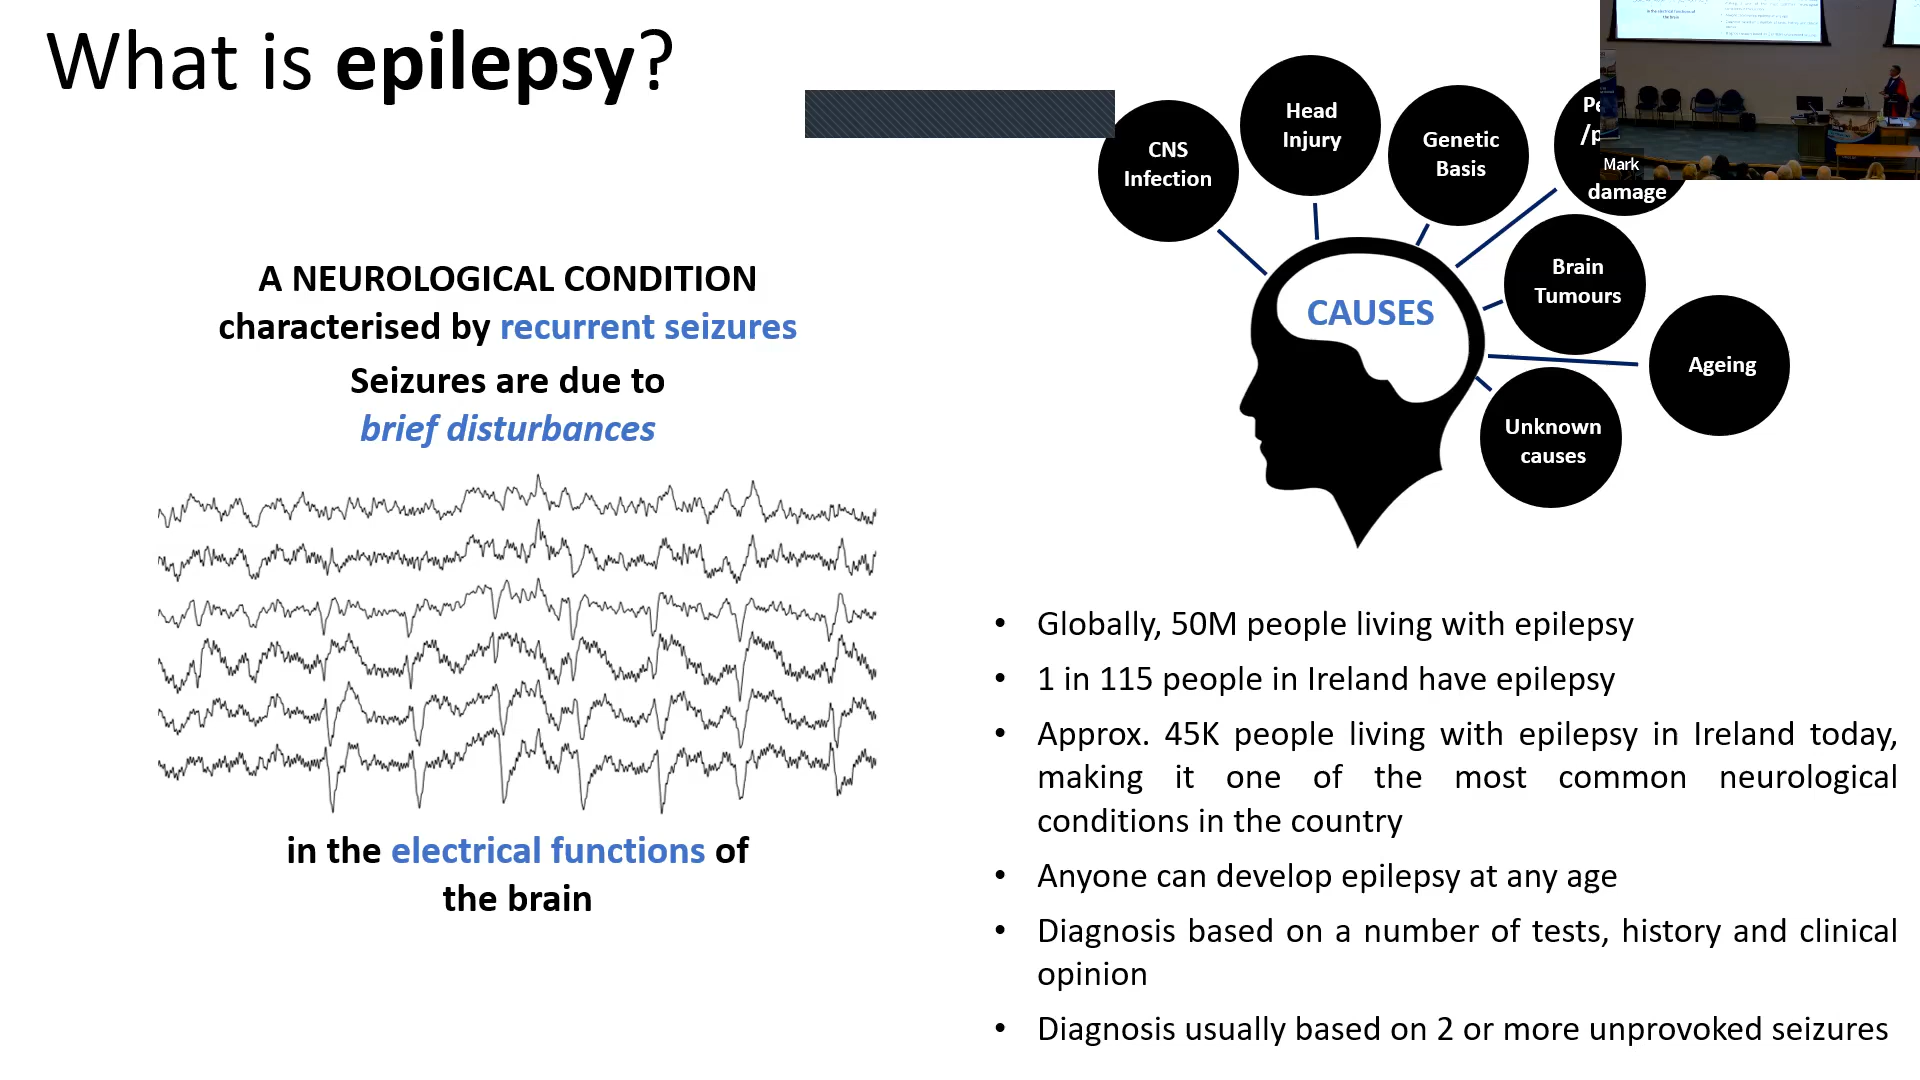 What is epilepsy?
A NEUROLOGICAL CONDITION
characterised by recurrent seizures
Seizures are due to
brief disturbances
in the electrical functions of
the brain
CNS
Infection
Head
Injury
Genetic
Basis
Mark
damage
Brain
Tumours
Ageing
Unknown
causes
CAUSES
• Globally, 50M people living with epilepsy
• 1 in 115 people in Ireland have epilepsy
• Approx. 45K people living with epilepsy in Ireland today,
making it one of the most common neurological
conditions in the country
• Anyone can develop epilepsy at any age
• Diagnosis based on a number of tests, history and clinical
opinion
• Diagnosis usually based on 2 or more unprovoked seizures